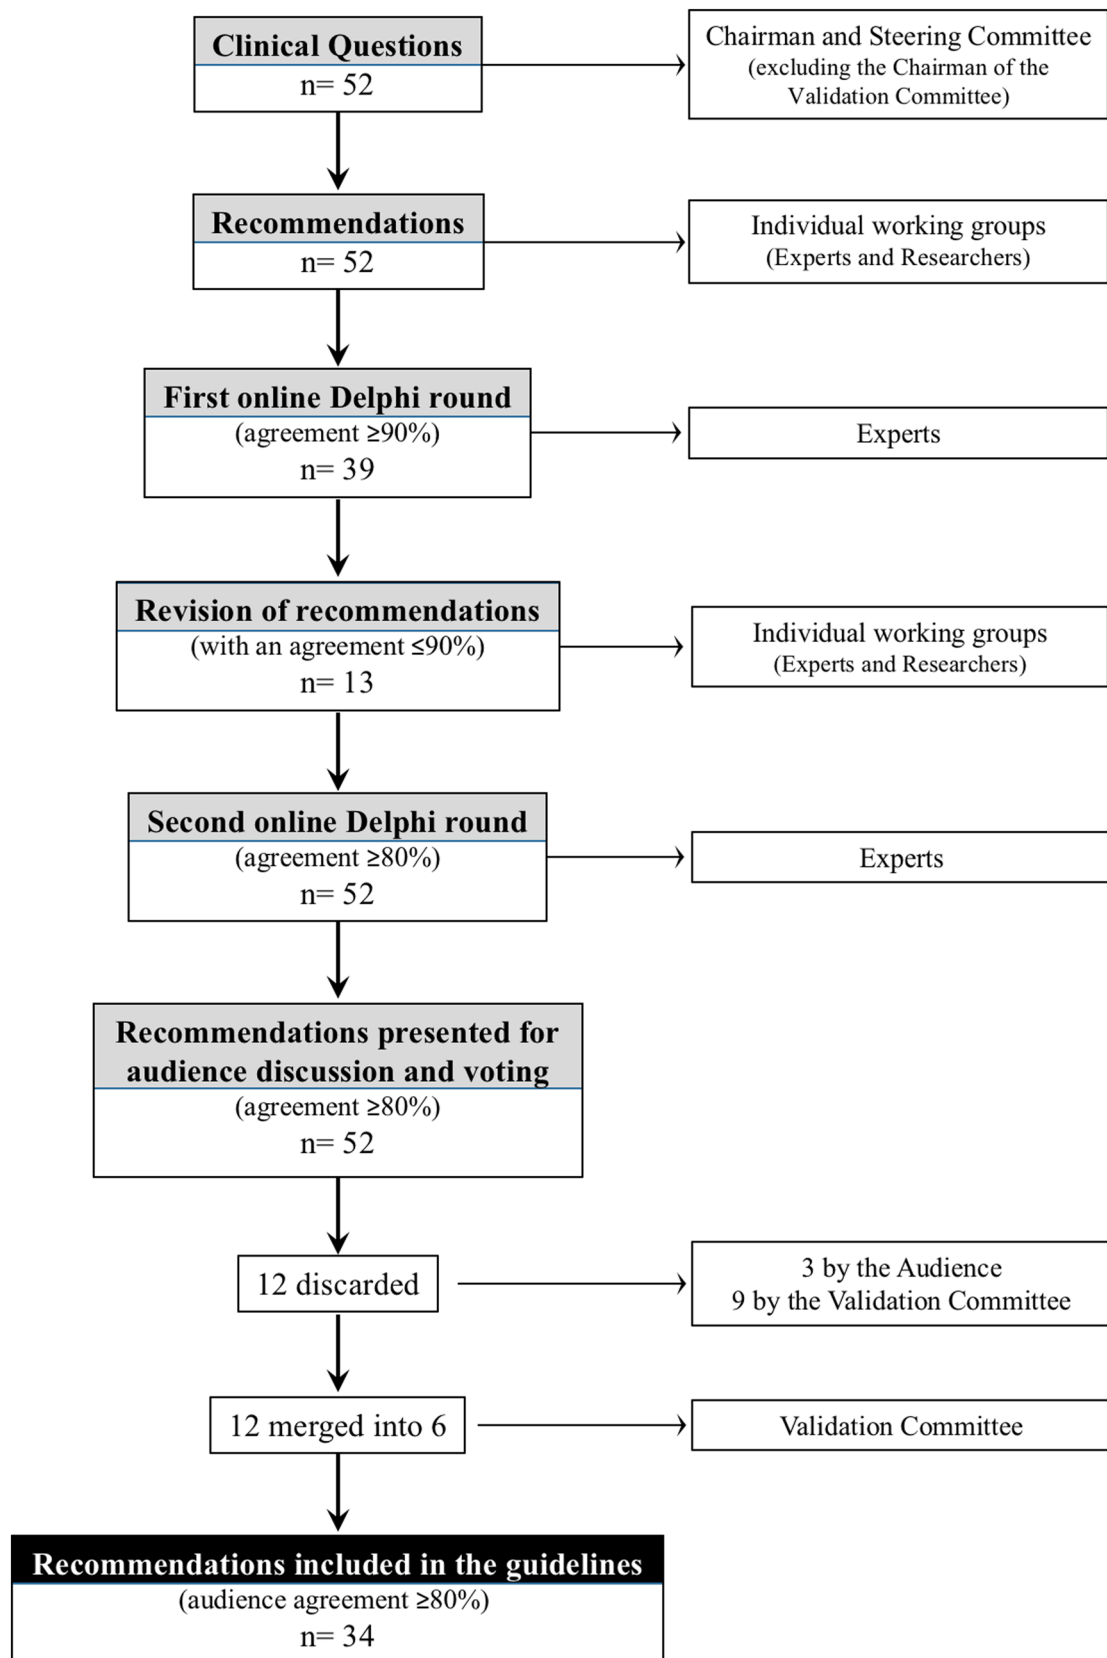 Clinical Questions
n= 52
Chairman and Steering Committee
(excluding the Chairman of the
Validation Committee)
Recommendations
n= 52
Individual working groups
(Experts and Researchers)
First online Delphi round
(agreement ≥90%)
n= 39
Experts
Revision of recommendations
(with an agreement ≤90%)
n= 13
Individual working groups
(Experts and Researchers)
Second online Delphi round
(agreement ≥80%)
n= 52
Experts
Recommendations presented for
audience discussion and voting
(agreement ≥80%)
n= 52
12 discarded
3 by the Audience
9 by the Validation Committee
12 merged into 6
Validation Committee
Recommendations included in the guidelines
(audience agreement ≥80%)
n= 34